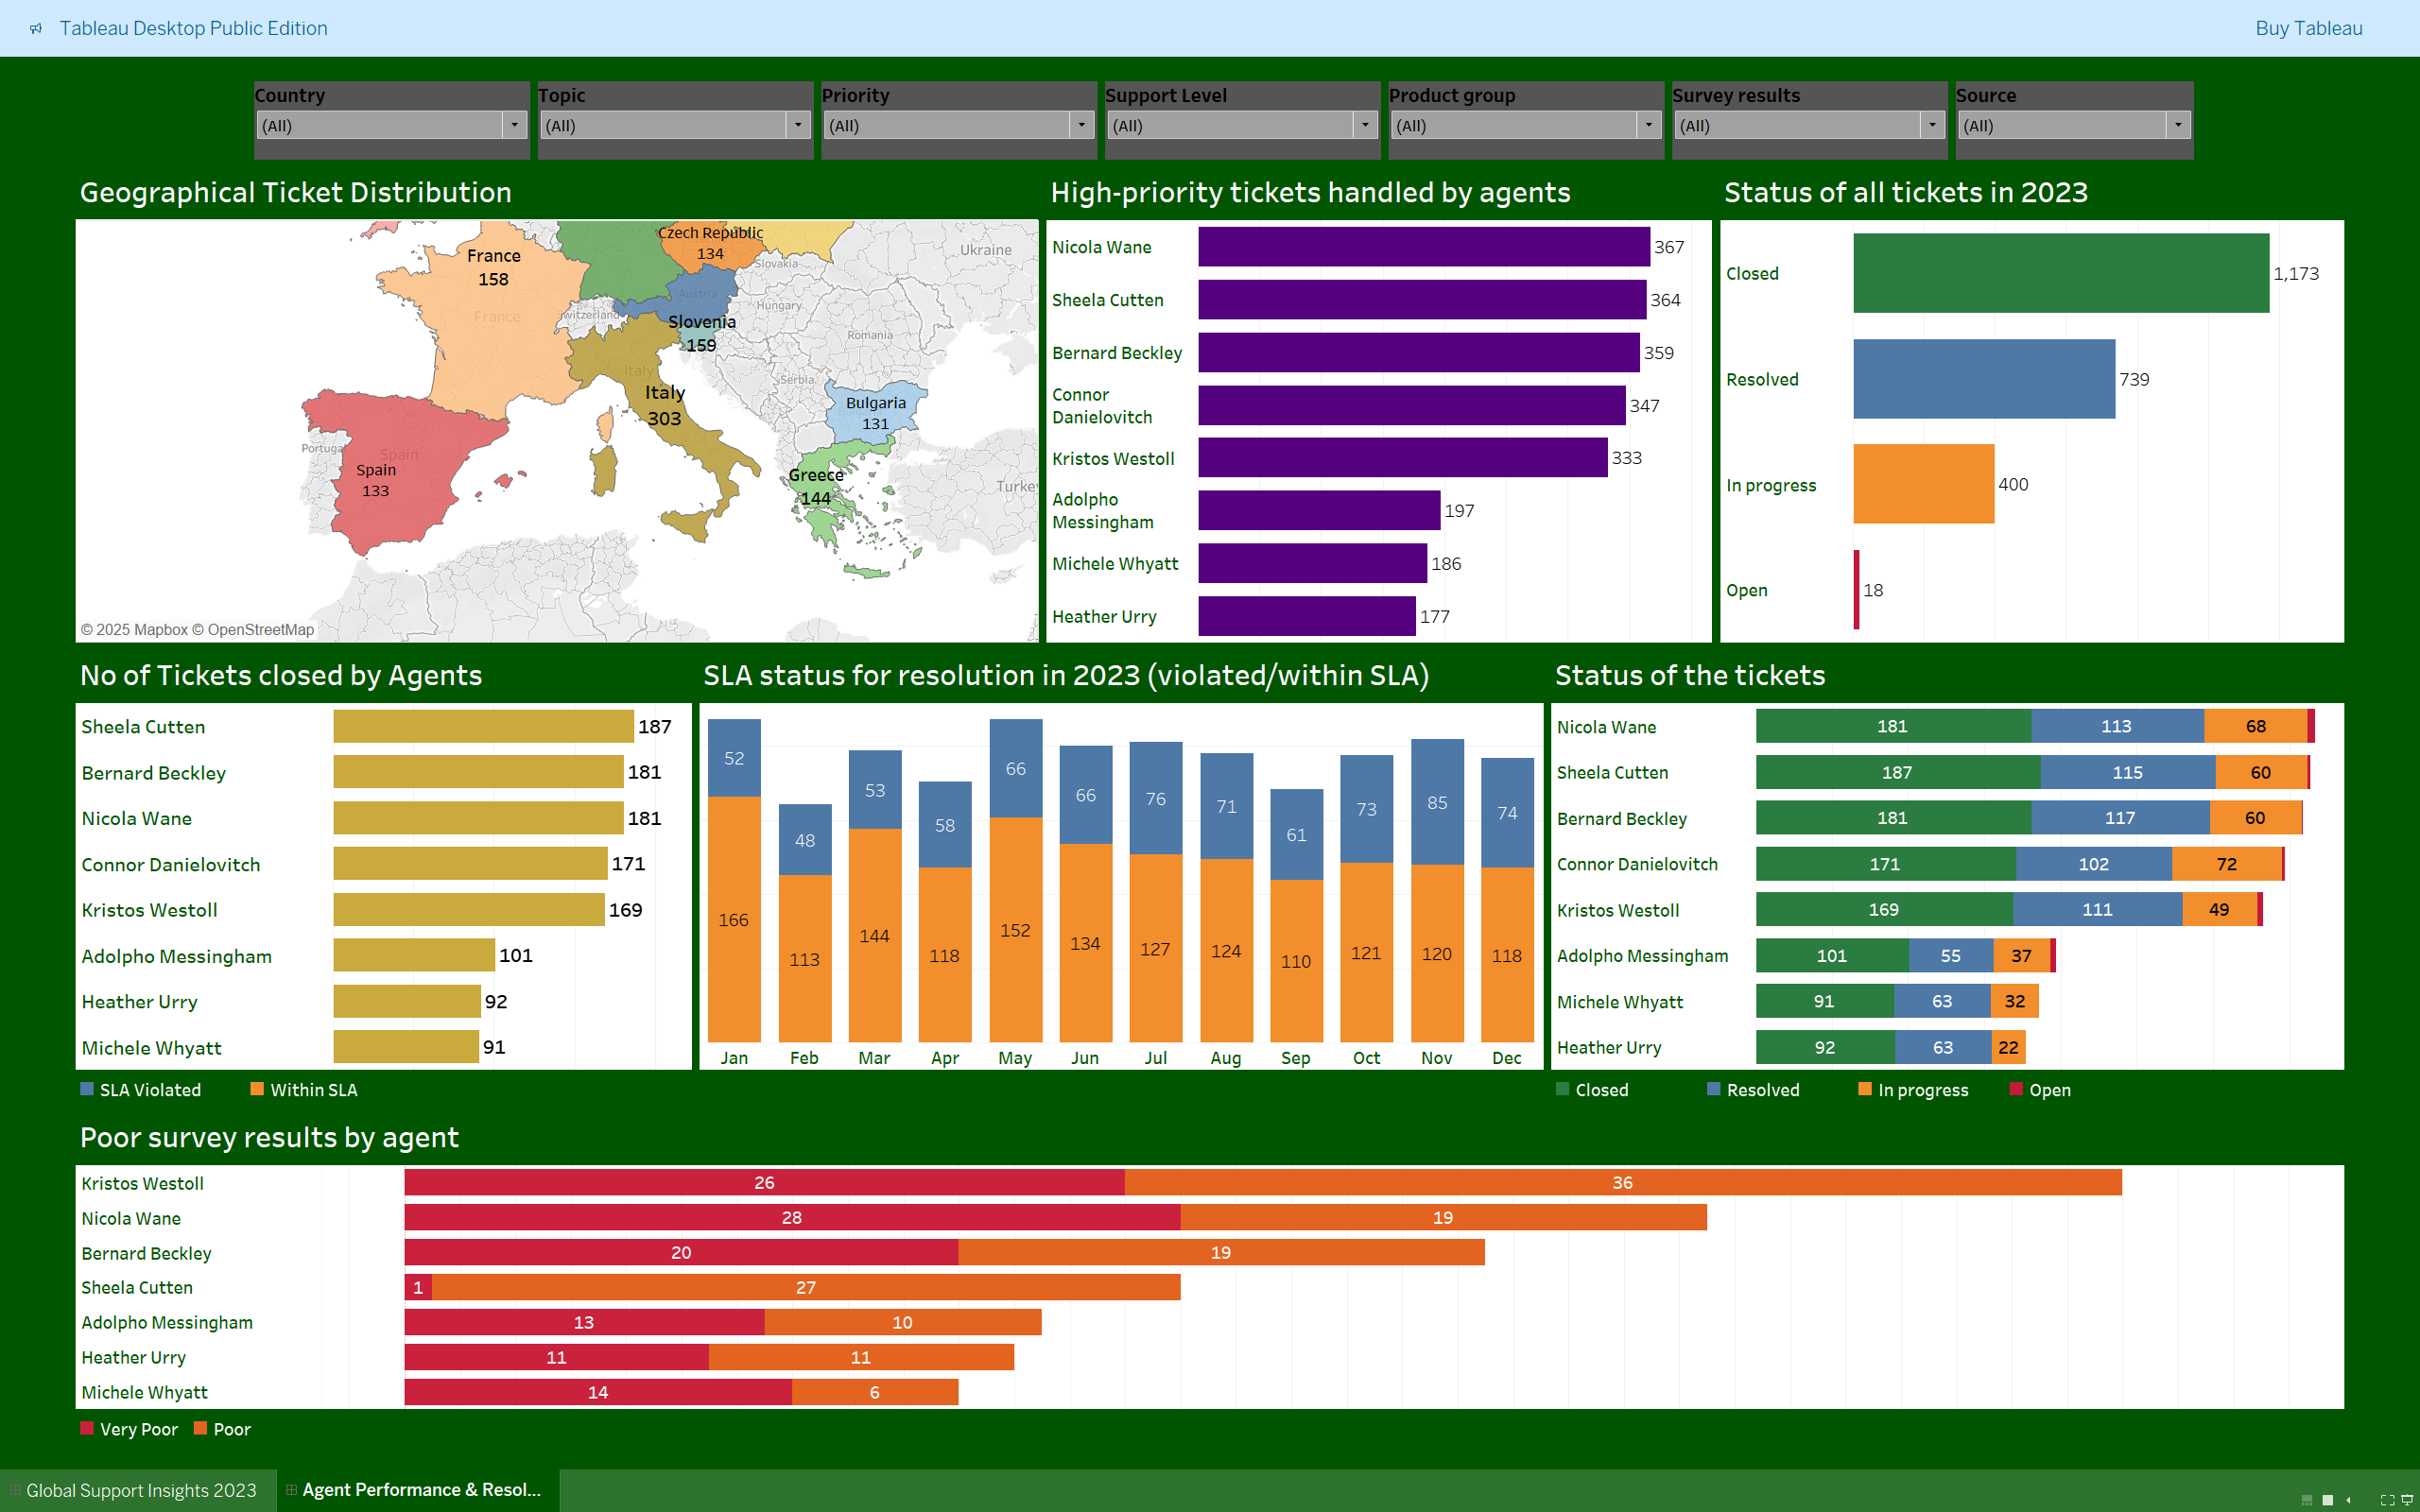 Tableau Desktop Public Edition
Buy Tableau
Country
Topic
Priority
Support Level
Product group
Survey results
Source
(All)
(All)
(All)
(All)
(All)
(All)
(All)
Geographical Ticket Distribution
Czech Republic
134
France
158
France
Slovakia
Ukraine
Austria
Switzerland
Hungary
Slovenia
159
Romania
Italy
Italy
303
Serbia
Bulgaria
131
Portuga
Spain
Spain
133
Greece
144
Turke
© 2025 Mapbox © OpenStreetMap
High-priority tickets handled by agents
Nicola Wane
367
Sheela Cutten
364
Bernard Beckley
359
Connor
Danielovitch
347
Kristos Westoll
333
Adolpho
Messingham
197
Michele Whyatt
186
Heather Urry
177
Status of all tickets in 2023
Closed
1,173
Resolved
739
In progress
400
Open
18
No of Tickets closed by Agents
Sheela Cutten
187
Bernard Beckley
181
Nicola Wane
181
Connor Danielovitch
171
Kristos Westoll
169
Adolpho Messingham
101
Heather Urry
92
Michele Whyatt
91
SLA Violated
Within SLA
SLA status for resolution in 2023 (violated/within SLA)
52 48 53 58 66 66 76 71 61 73 85 74
166 113 144 118 152 134 127 124 110 121 120 118
Jan Feb Mar Apr May Jun Jul Aug Sep Oct Nov Dec
Status of the tickets
Nicola Wane 181 113 68
Sheela Cutten 187 115 60
Bernard Beckley 181 117 60
Connor Danielovitch 171 102 72
Kristos Westoll 169 111 49
Adolpho Messingham 101 55 37
Michele Whyatt 91 63 32
Heather Urry 92 63 22
Closed
Resolved
In progress
Open
Poor survey results by agent
Kristos Westoll 26 36
Nicola Wane 28 19
Bernard Beckley 20 19
Sheela Cutten 1 27
Adolpho Messingham 13 10
Heather Urry 11 11
Michele Whyatt 14 6
Very Poor
Poor
Global Support Insights 2023
Agent Performance & Resol...